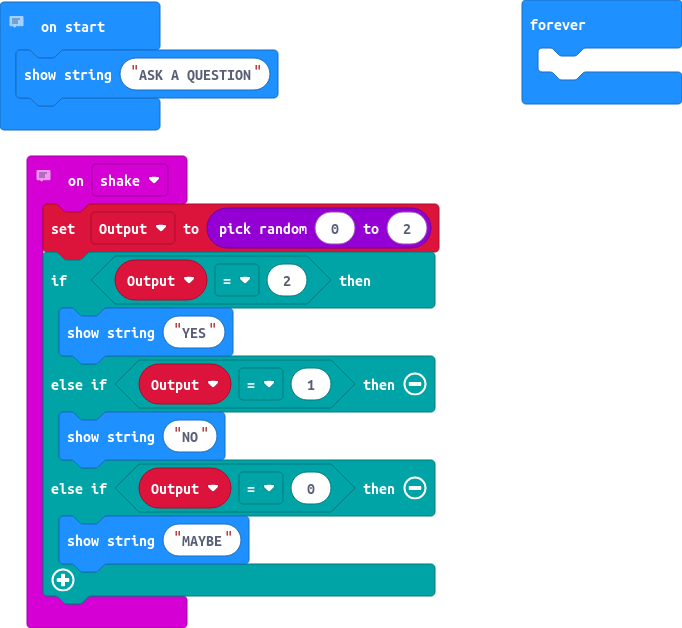 on start
forever
show string "ASK A QUESTION"
on shake
set Output to pick random 0 to 2
if Output = 2 then
show string "YES"
else if Output = 1 then
show string "NO"
else if Output = 0 then
show string "MAYBE"